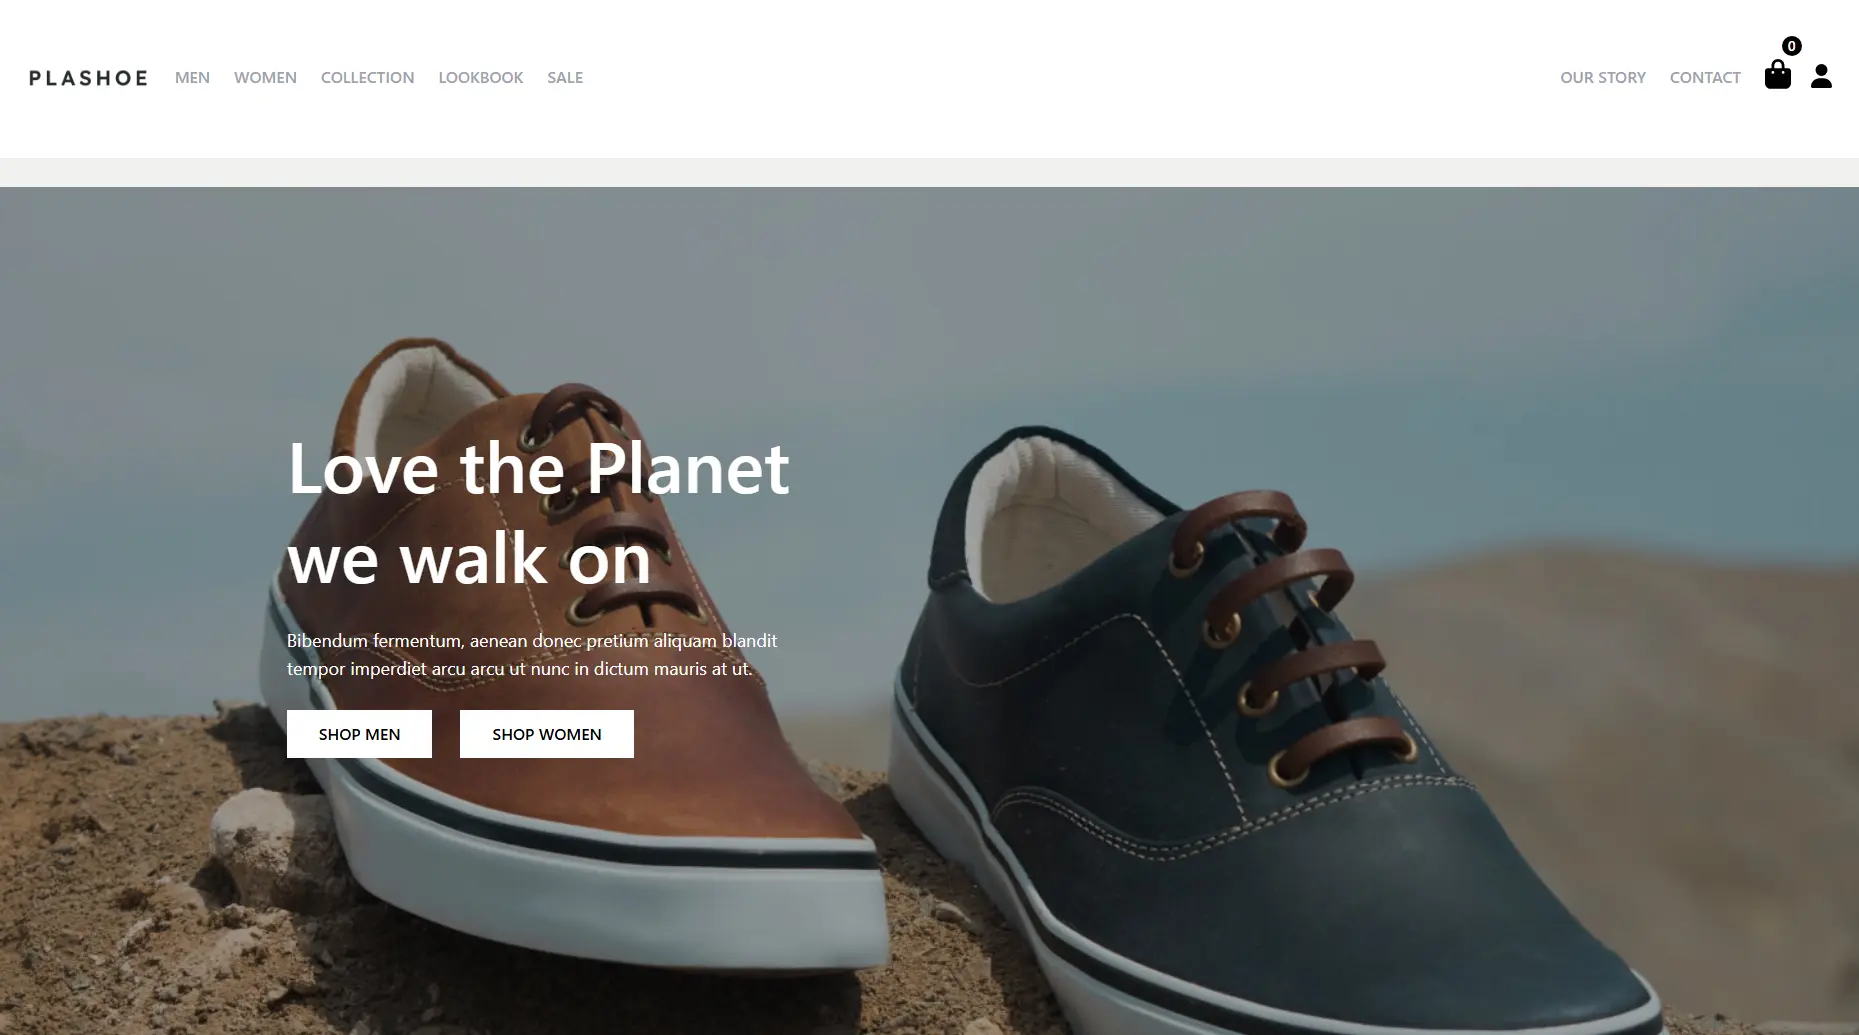 PLASHOE MEN WOMEN COLLECTION LOOKBOOK SALE OUR STORY CONTACT 0
Love the Planet
we walk on
Bibendum fermentum, aenean donec pretium aliquam blandit
tempor imperdiet arcu arcu ut nunc in dictum mauris at ut.
SHOP MEN SHOP WOMEN